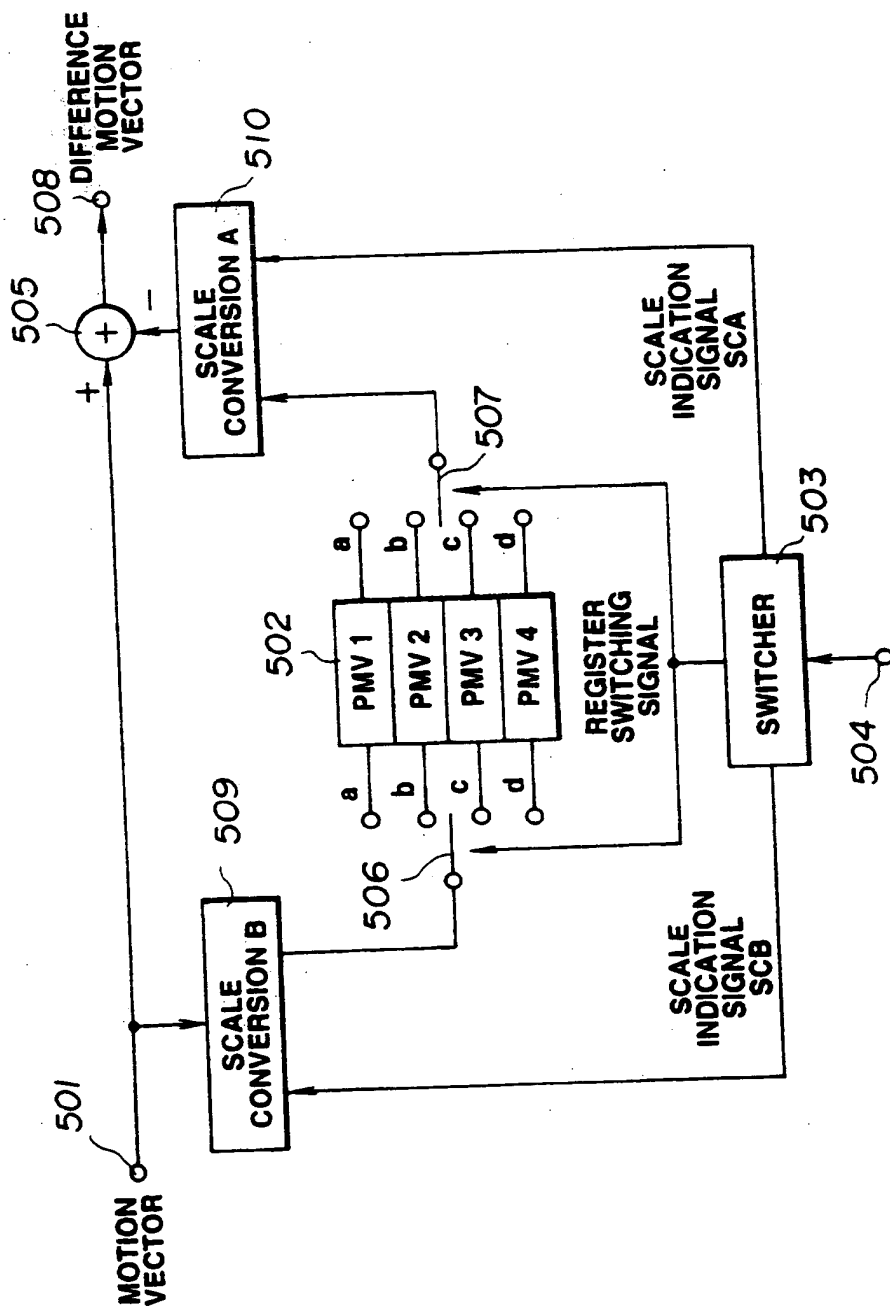 501
MOTION
VECTOR
509
SCALE
CONVERSION B
505
+
+
-
508
DIFFERENCE
MOTION
VECTOR
510
SCALE
CONVERSION A
506
a
b
c
d
502
PMV 1
PMV 2
PMV 3
PMV 4
a
b
c
d
507
REGISTER
SWITCHING
SIGNAL
SCALE
INDICATION
SIGNAL
SCB
SCALE
INDICATION
SIGNAL
SCA
503
SWITCHER
504